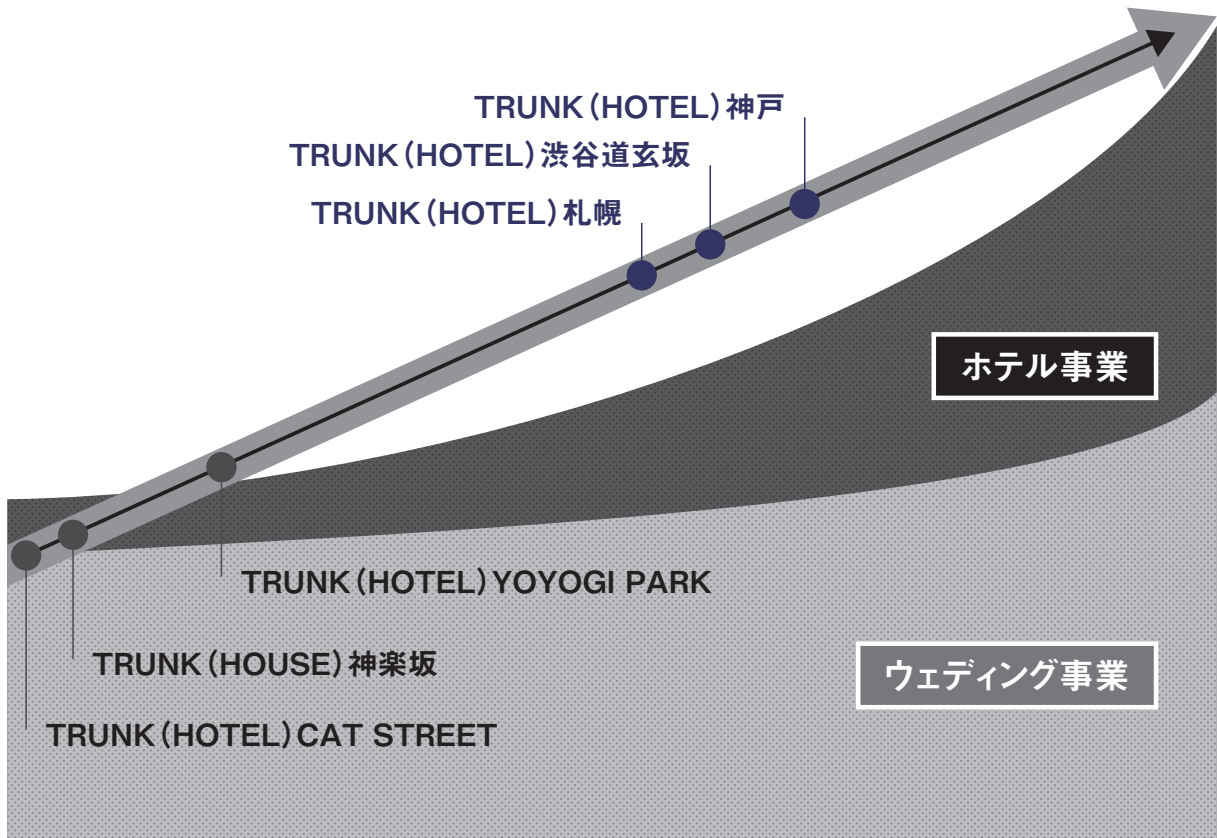 TRUNK(HOTEL)神戸
TRUNK(HOTEL)渋谷道玄坂
TRUNK(HOTEL)札幌
ホテル事業
TRUNK(HOTEL)YOYOGI PARK
TRUNK(HOUSE)神楽坂
ウェディング事業
TRUNK(HOTEL)CAT STREET